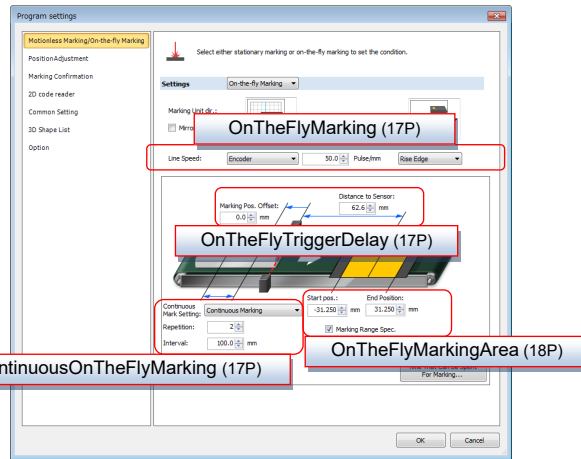 Program settings
Motionless Marking/On-the-fly Marking
PositionAdjustment
Marking Confirmation
2D code reader
Common Setting
3D Shape List
Option
Select either stationary marking or on-the-fly marking to set the condition.
Settings On-the-fly Marking
Marking Unit dir.:
OnTheFlyMarking (17P)
Line Speed: Encoder 50.0 Pulse/mm Rise Edge
Distance to Sensor:
62.6 mm
Marking Pos. Offset:
0.0 mm
OnTheFlyTriggerDelay (17P)
Start pos.: End Position:
-31.250 mm 31.250 mm
Marking Range Spec.
Continuous Mark Setting: Continuous Marking
Repetition: 2
Interval: 100.0 mm
OnTheFlyMarkingArea (18P)
ntinuousOnTheFlyMarking (17P)
For Marking...
OK Cancel